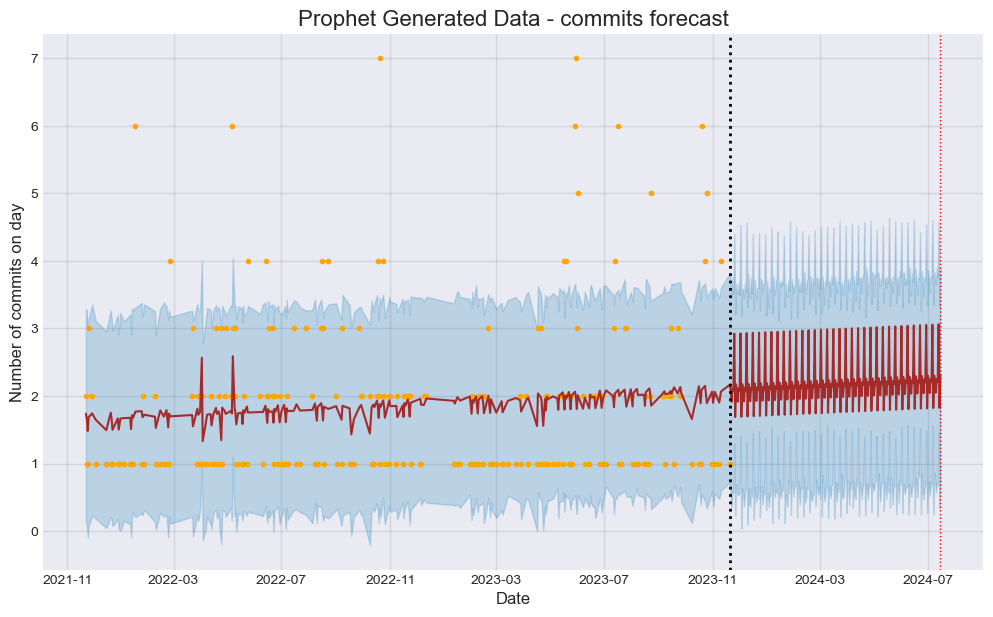 Prophet Generated Data - commits forecast
Number of commits on day
7
6
5
4
3
2
1
0
2021-11 2022-03 2022-07 2022-11 2023-03 2023-07 2023-11 2024-03 2024-07
Date